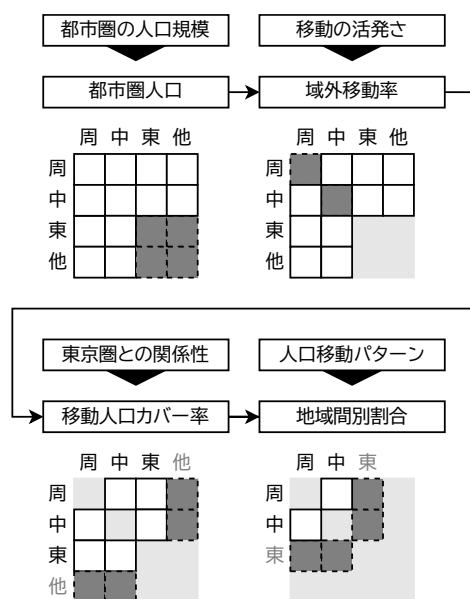 都市圏の人口規模
移動の活発さ
都市圏人口
域外移動率
周 中 東 他
周
中
東
他
周 中 東 他
周
中
東
他
東京圏との関係性
人口移動パターン
移動人口カバー率
地域間別割合
周 中 東 他
周
中
東
他
周 中 東
周
中
東